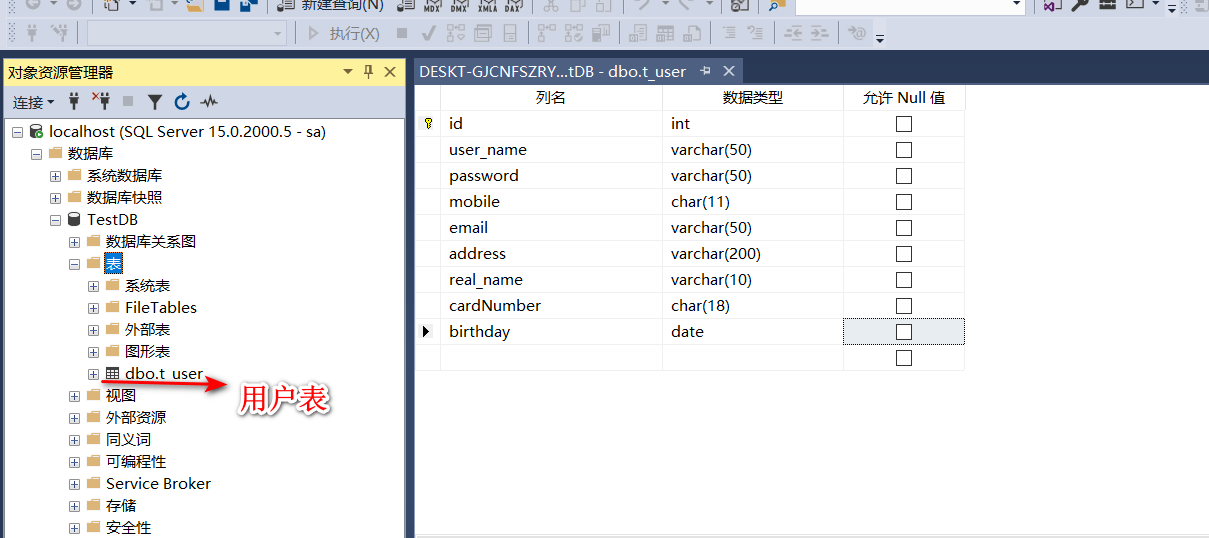 新建查询(N)
MDX DMX XMLA DAX
执行(X)
对象资源管理器
连接
localhost (SQL Server 15.0.2000.5 - sa)
数据库
系统数据库
数据库快照
TestDB
数据库关系图
表
系统表
FileTables
外部表
图形表
dbo.t_user
用户表
视图
外部资源
同义词
可编程性
Service Broker
存储
安全性
DESKT-GJCNFSZRY...tDB - dbo.t_user
列名 数据类型 允许 Null 值
id int
user_name varchar(50)
password varchar(50)
mobile char(11)
email varchar(50)
address varchar(200)
real_name varchar(10)
cardNumber char(18)
birthday date